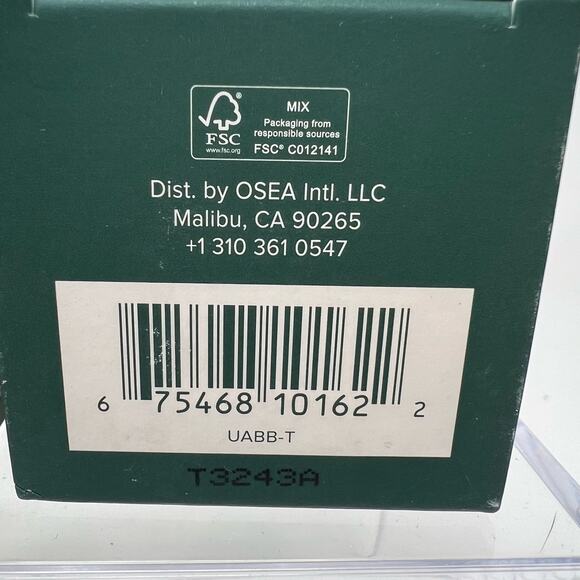 FSC
www.fsc.org
MIX
Packaging from
responsible sources
FSC® C012141
Dist. by OSEA Intl. LLC
Malibu, CA 90265
+1 310 361 0547
6 75468 10162 2
UABB-T
T3243A